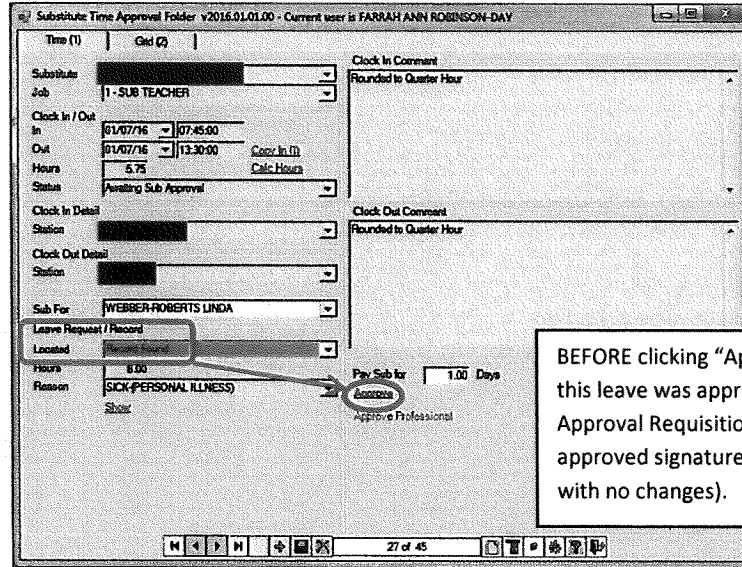 Substitute Time Approval Folder v2016.01.01.00 - Current user is FARRAH ANN ROBINSON-DAY
Time (1) Grid (2)
Substitute
Job 1 - SUB TEACHER
Clock In / Out
In 01/07/16 07:45:00
Out 01/07/16 13:30:00 Copy In (1)
Hours 5.75 Calc Hours
Status Awaiting Sub Approval
Clock In Detail
Station
Clock Out Detail
Station
Sub For WEBBER-ROBERTS LINDA
Leave Request / Record
Located Record Found
Hours 8.00
Reason SICK-(PERSONAL ILLNESS)
Show
Clock In Comment
Rounded to Quarter Hour
Clock Out Comment
Rounded to Quarter Hour
Pay Sub for 1.00 Days
Approve
Approve Professional
BEFORE clicking “Ap
this leave was appr
Approval Requisitio
approved signature
with no changes).
27 of 45